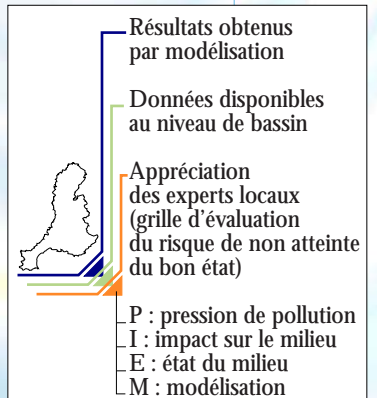 Résultats obtenus
par modélisation
Données disponibles
au niveau de bassin
Appréciation
des experts locaux
(grille d'évaluation
du risque de non atteinte
du bon état)
P : pression de pollution
I : impact sur le milieu
E : état du milieu
M : modélisation